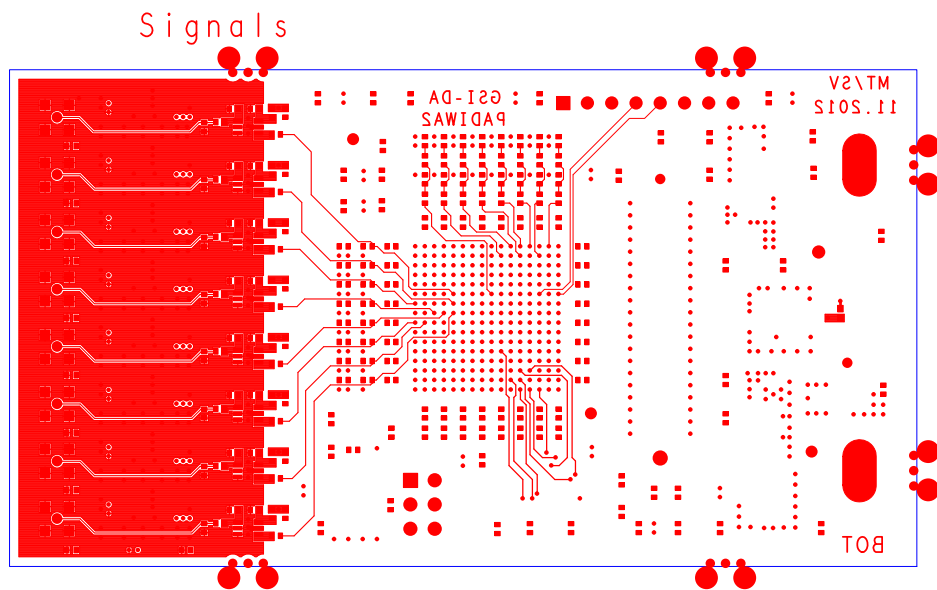 Signals
GSI-DA
PADIWA2
MT/SV
11.2012
BOT